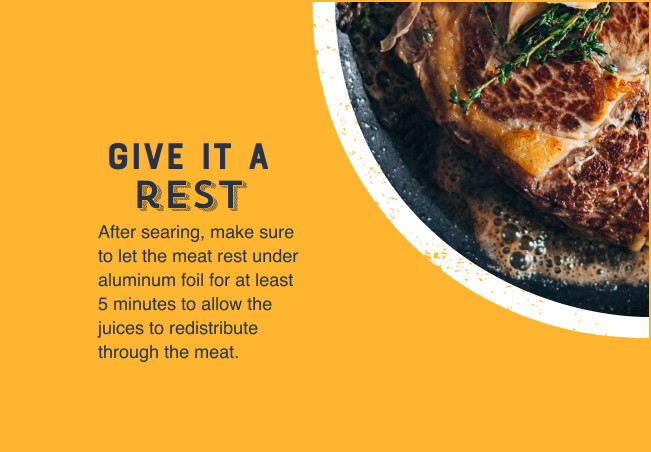 GIVE IT A
REST
After searing, make sure
to let the meat rest under
aluminum foil for at least
5 minutes to allow the
juices to redistribute
through the meat.